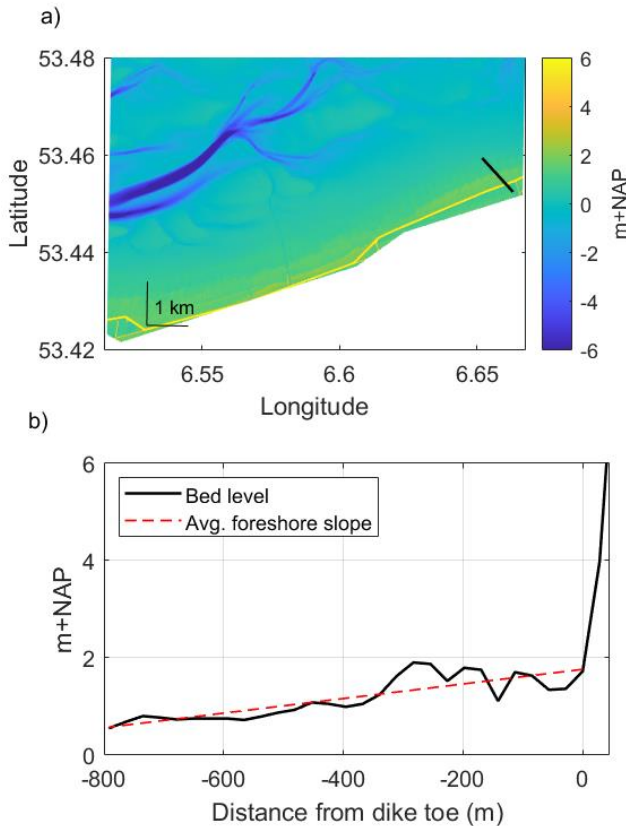 a)
53.48
53.46
53.44
53.42
Latitude
1 km
6.55
6.6
6.65
Longitude
6
4
2
0
-2
-4
-6
m+NAP
b)
6
4
2
0
m+NAP
Bed level
Avg. foreshore slope
-800
-600
-400
-200
0
Distance from dike toe (m)